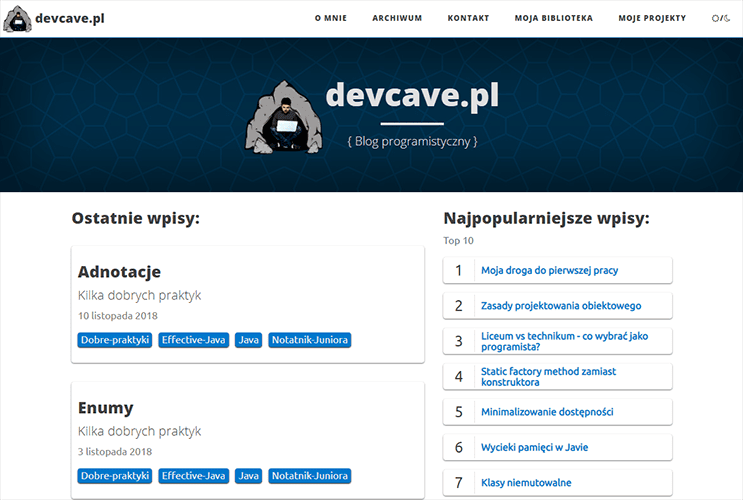 devcave.pl
O MNIE
ARCHIWUM
KONTAKT
MOJA BIBLIOTEKA
MOJE PROJEKTY
/
devcave.pl
{ Blog programistyczny }
Ostatnie wpisy:
Adnotacje
Kilka dobrych praktyk
10 listopada 2018
Dobre-praktyki Effective-Java Java Notatnik-Juniora
Enumy
Kilka dobrych praktyk
3 listopada 2018
Dobre-praktyki Effective-Java Java Notatnik-Juniora
Najpopularniejsze wpisy:
Top 10
1 Moja droga do pierwszej pracy
2 Zasady projektowania obiektowego
3 Liceum vs technikum - co wybrać jako
programista?
4 Static factory method zamiast
konstruktora
5 Minimalizowanie dostępności
6 Wycieki pamięci w Javie
7 Klasy niemutowalne